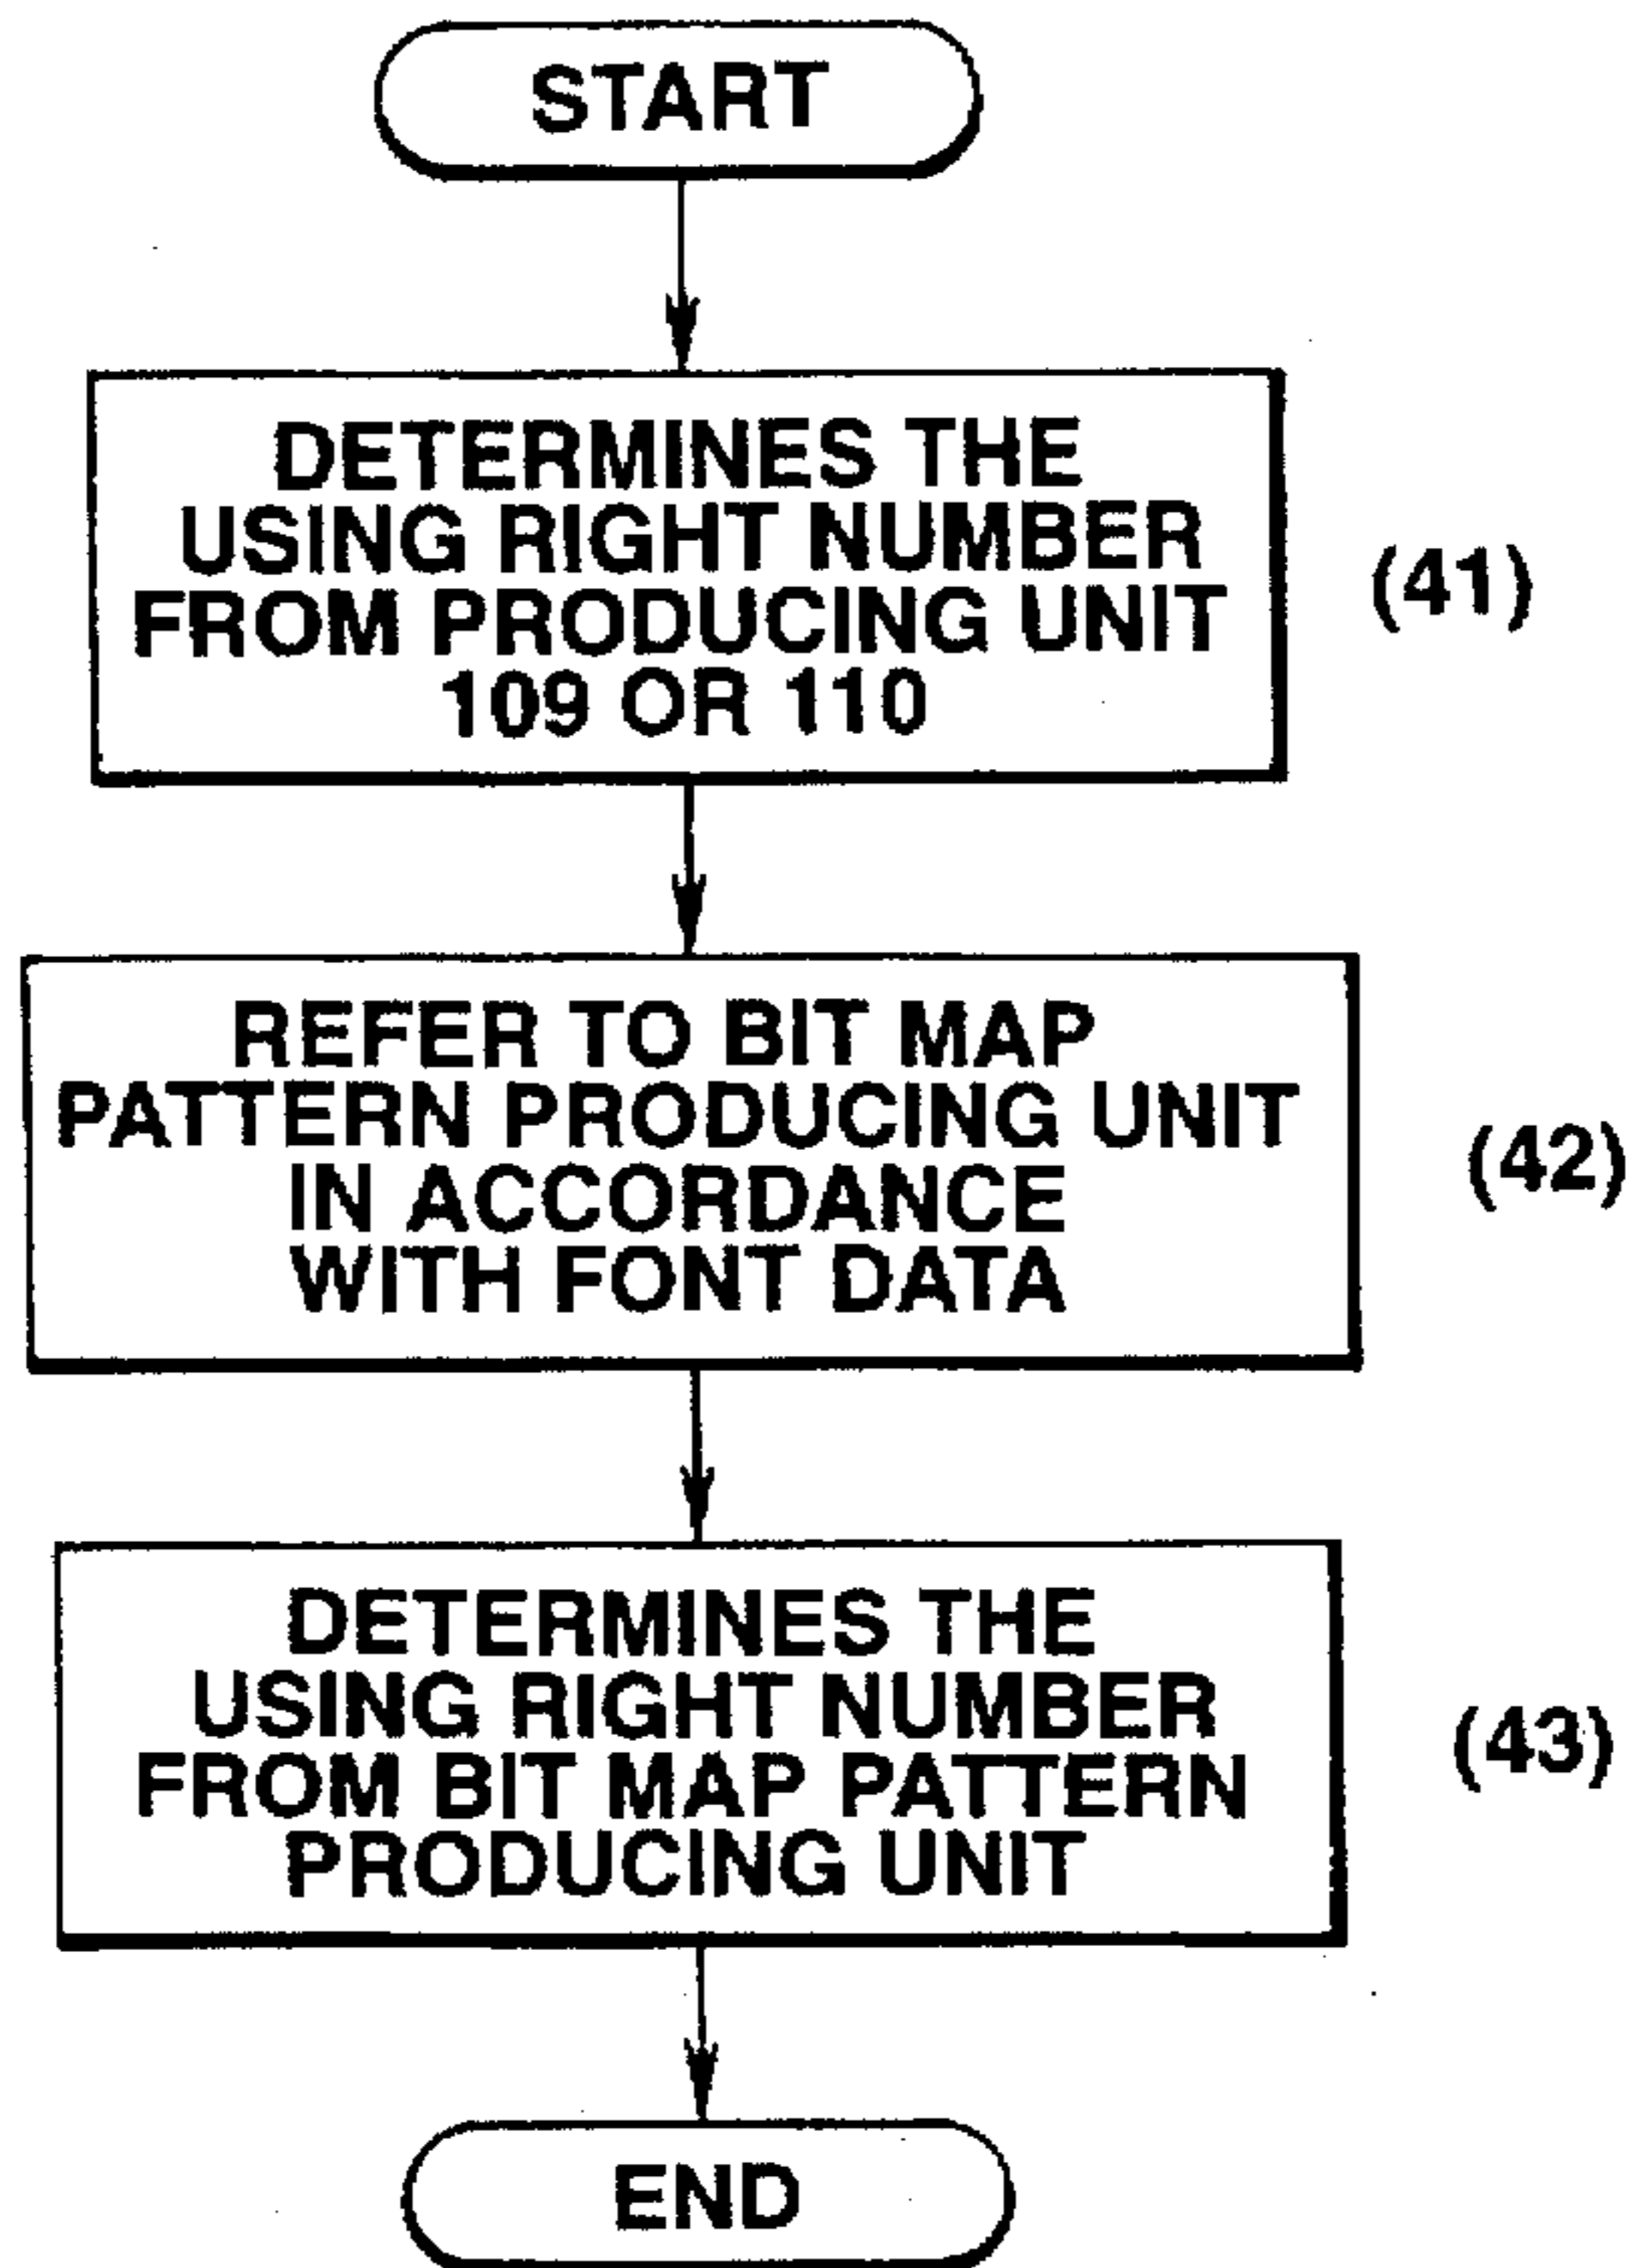 START
DETERMINES THE
USING RIGHT NUMBER
FROM PRODUCING UNIT
109 OR 110
(41)
REFER TO BIT MAP
PATTERN PRODUCING UNIT
IN ACCORDANCE
WITH FONT DATA
(42)
DETERMINES THE
USING RIGHT NUMBER
FROM BIT MAP PATTERN
PRODUCING UNIT
(43)
END